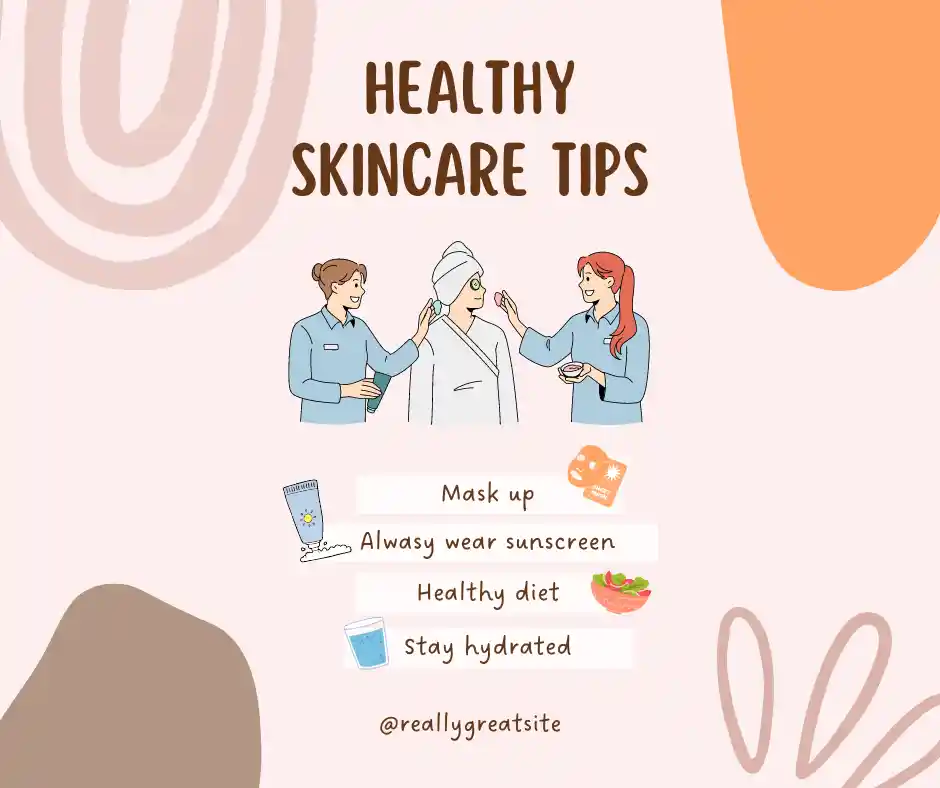 HEALTHY
SKINCARE TIPS
Mask up
Alwasy wear sunscreen
Healthy diet
Stay hydrated
@reallygreatsite